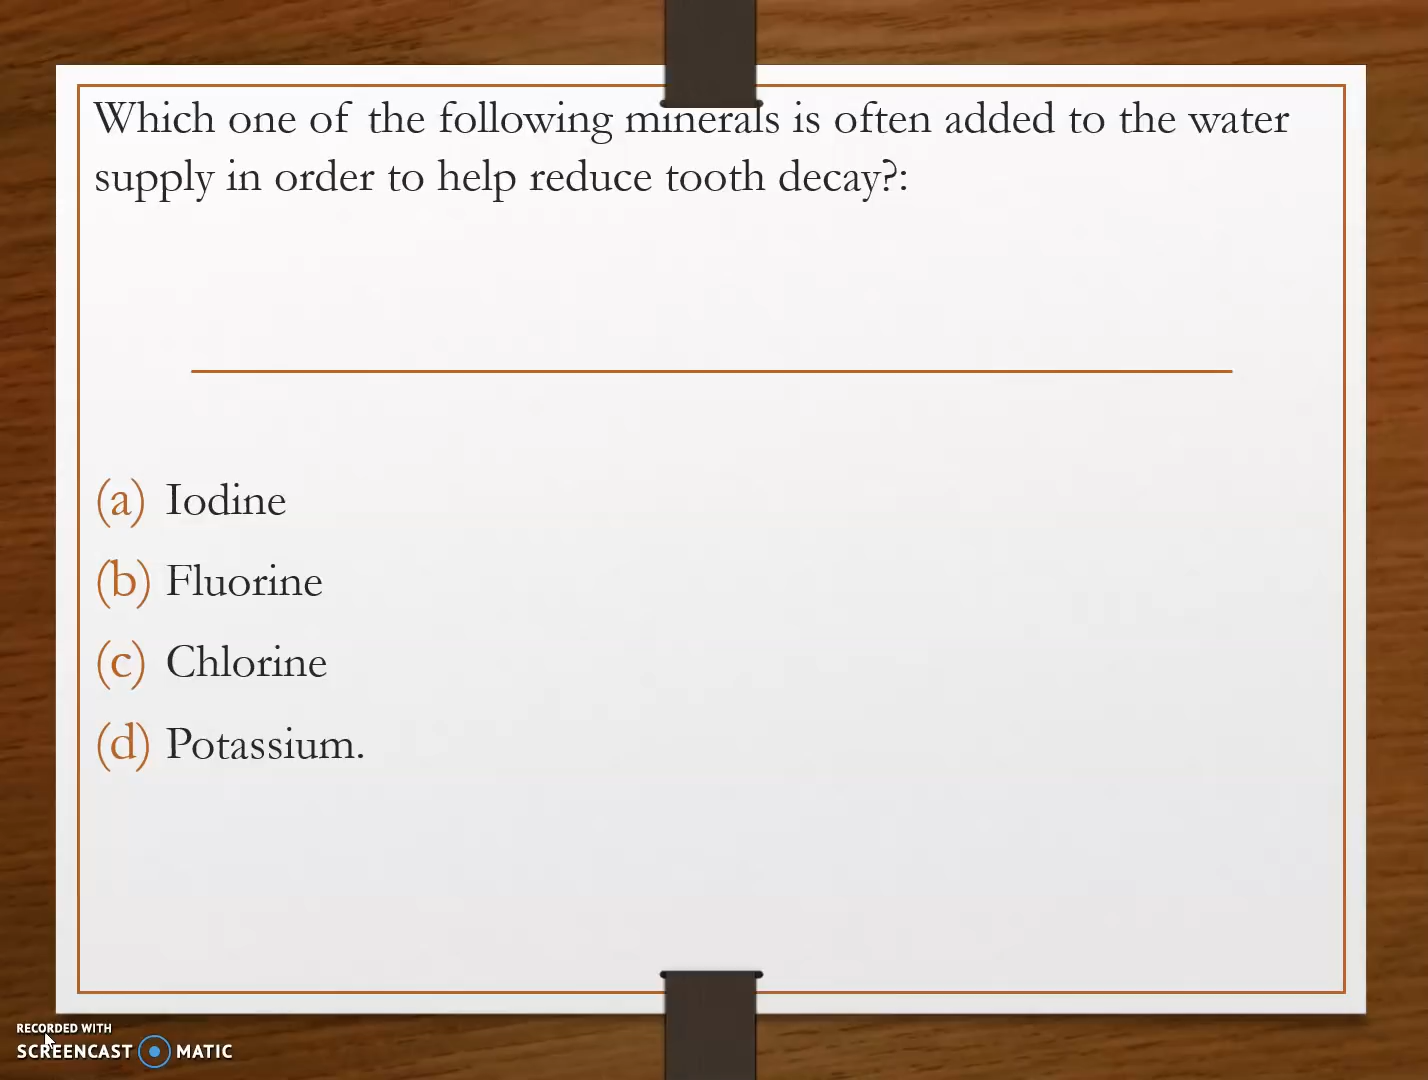 Which one of the following minerals is often added to the water
supply in order to help reduce tooth decay?:
(a) Iodine
(b) Fluorine
(c) Chlorine
(d) Potassium.
RECORDED WITH
SCREENCAST MATIC